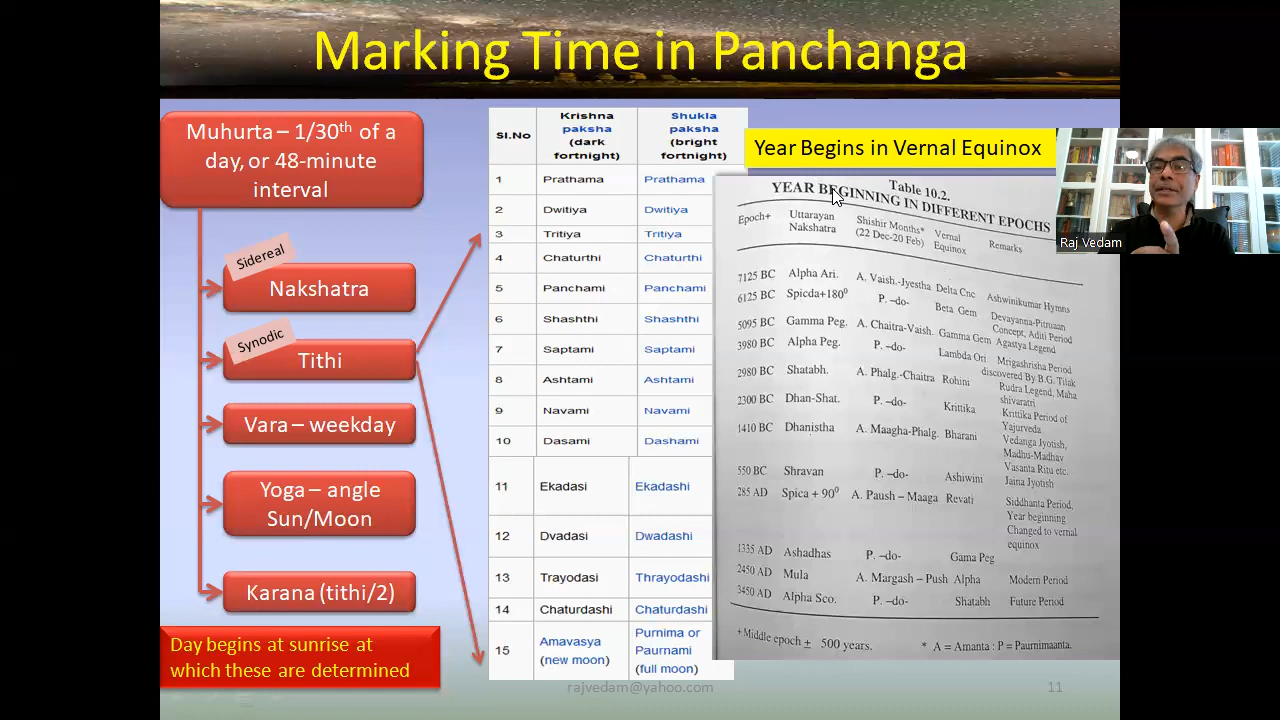 Marking Time in Panchanga
Muhurta – 1/30th of a
day, or 48-minute
interval
Sidereal
Nakshatra
Synodic
Tithi
Vara – weekday
Yoga – angle
Sun/Moon
Karana (tithi/2)
Day begins at sunrise at
which these are determined
Sl.No
Krishna
paksha
(dark
fortnight)
Shukla
paksha
(bright
fortnight)
1 Prathama Prathama
2 Dwitiya Dwitiya
3 Tritiya Tritiya
4 Chaturthi Chaturthi
5 Panchami Panchami
6 Shashthi Shashthi
7 Saptami Saptami
8 Ashtami Ashtami
9 Navami Navami
10 Dasami Dashami
11 Ekadasi Ekadashi
12 Dvadasi Dwadashi
13 Trayodasi Thrayodashi
14 Chaturdashi Chaturdashi
15
Amavasya
(new moon)
Purnima or
Paurnami
(full moon)
Year Begins in Vernal Equinox
Table 10.2.
YEAR BEGINNING IN DIFFERENT EPOCHS
Epoch+
Uttarayan
Nakshatra
Shishir Months*
(22 Dec-20 Feb)
Vernal
Equinox
Remarks
7125 BC Alpha Ari. A. Vaish.-Jyestha Delta Cnc Ashwinikumar Hymns
6125 BC Spicda+180⁰ P. –do- Beta Gem Devayanna-Pitruaan
Concept, Aditi Period
5095 BC Gamma Peg. A. Chaitra-Vaish. Gamma Gem Agastya Legend
3980 BC Alpha Peg. P. –do- Lambda Ori Mrigashrisha Period
discovered By B.G. Tilak
2980 BC Shatabh. A. Phalg.-Chaitra Rohini Rudra Legend, Maha
shivaratri
2300 BC Dhan-Shat. P. –do- Krittika Krittika Period of
Yajurveda
1410 BC Dhanistha A. Maagha-Phalg. Bharani Vedanga Jyotish,
Madhu-Madhav
Vasanta Ritu etc.
550 BC Shravan P. –do- Ashiwini Jaina Jyotish
285 AD Spica + 90⁰ A. Paush – Maaga Revati Siddhanta Period,
Year beginning
Changed to vernal
equinox
1335 AD Ashadhas P. –do- Gama Peg
2450 AD Mula A. Margash – Push Alpha Modern Period
3450 AD Alpha Sco. P. –do- Shatabh Future Period
+ Middle epoch ± 500 years.
* A = Amanta : P = Paurnimaanta.
Raj Vedam
rajvedam@yahoo.com
11